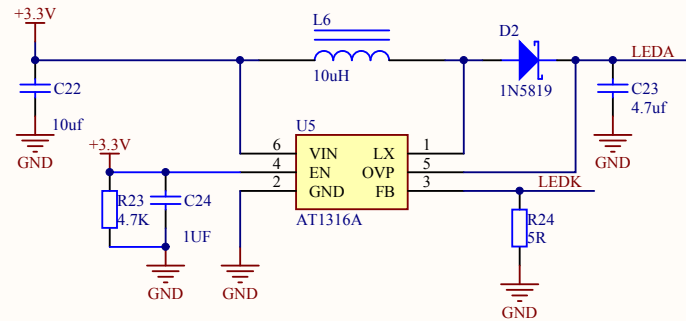 +3.3V
L6
D2
LEDA
C22
10uH
1N5819
C23
4.7uf
10uf
U5
+3.3V
GND
6 VIN LX 1
4 EN OVP 5
2 GND FB 3
GND
LEDK
R23
4.7K
C24
AT1316A
R24
5R
1UF
GND
GND
GND